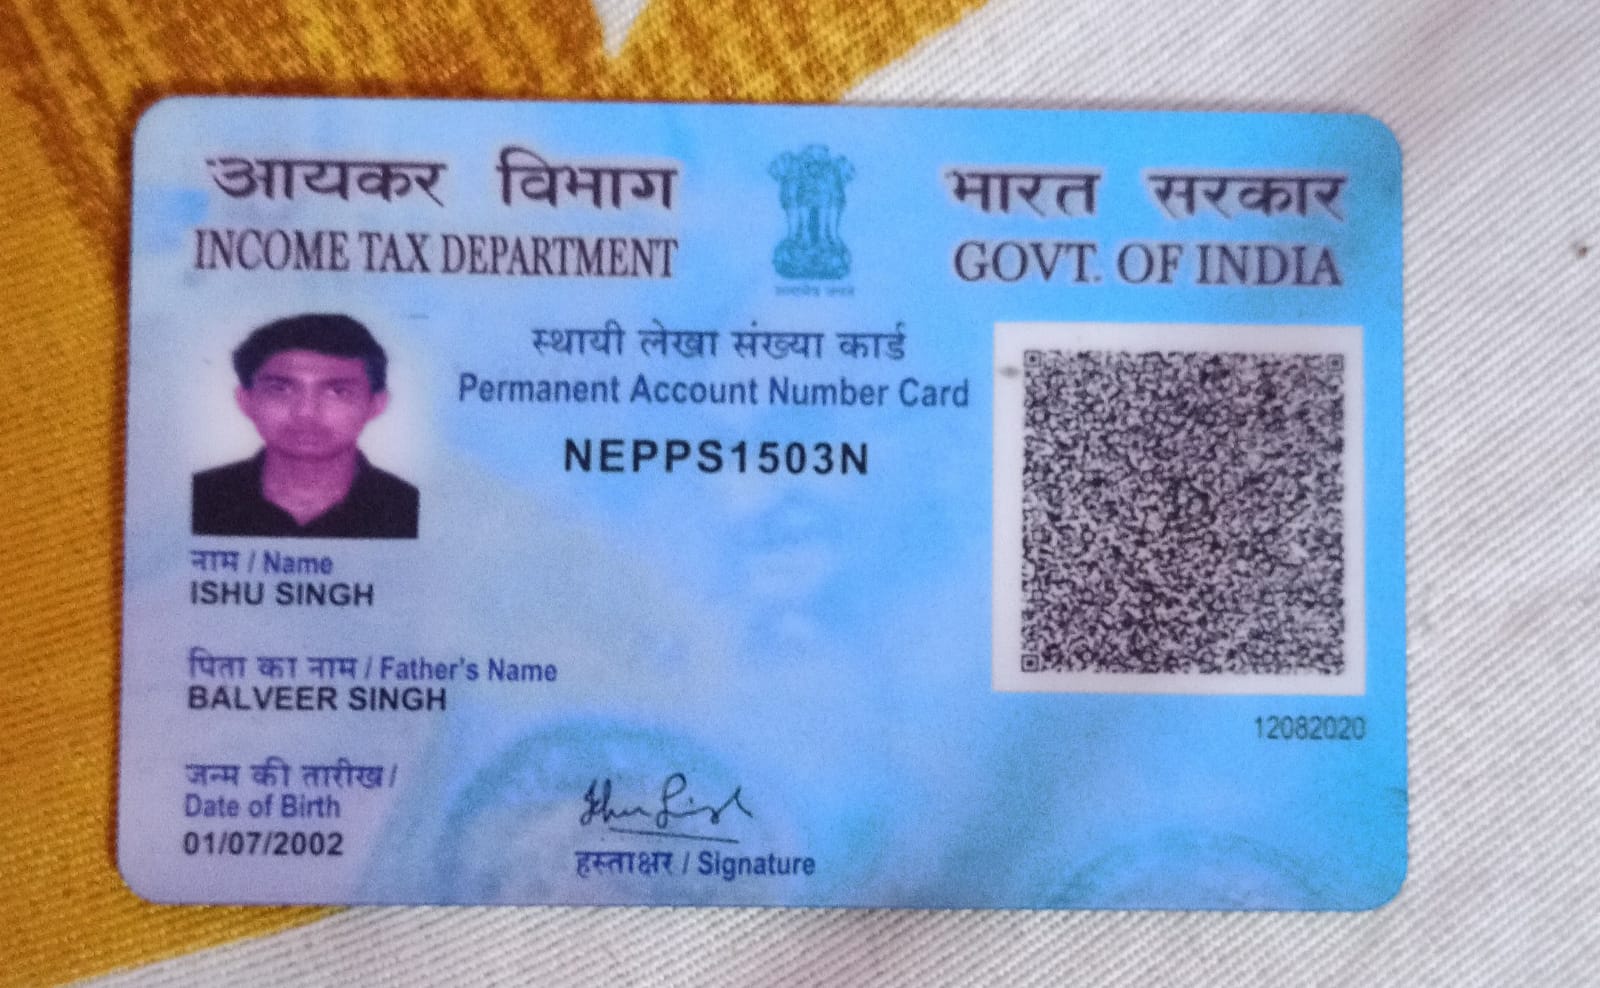 आयकर विभाग
INCOME TAX DEPARTMENT
भारत सरकार
GOVT. OF INDIA
सत्यमेव जयते
स्थायी लेखा संख्या कार्ड
Permanent Account Number Card
NEPPS1503N
नाम / Name
ISHU SINGH
पिता का नाम / Father's Name
BALVEER SINGH
जन्म की तारीख /
Date of Birth
01/07/2002
Ishu Singh
हस्ताक्षर / Signature
12082020